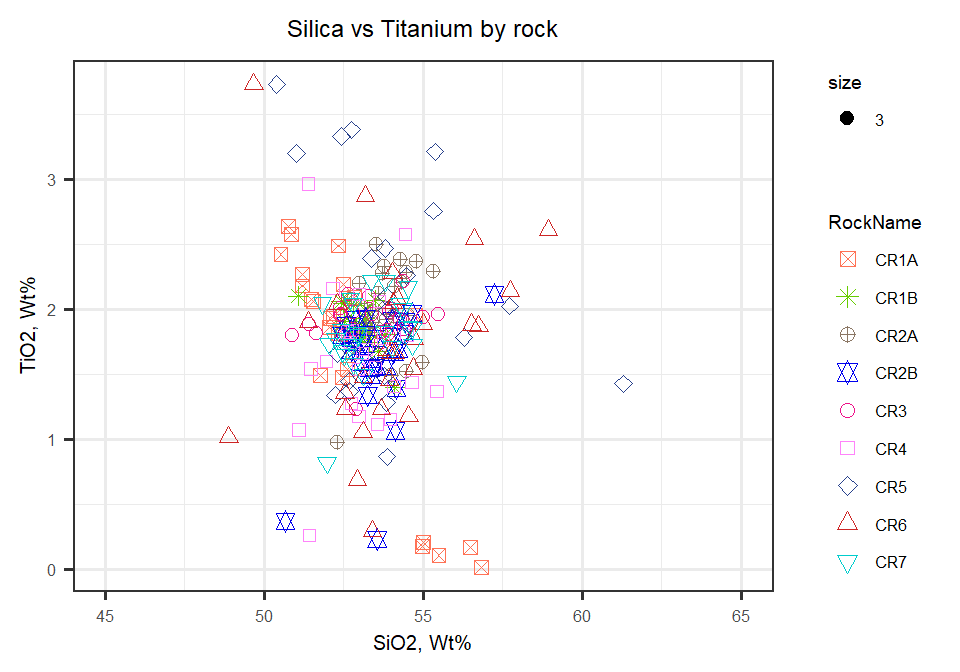 Silica vs Titanium by rock
TiO2, Wt%
3
2
1
0
45
50
55
60
65
SiO2, Wt%
size
3
RockName
CR1A
CR1B
CR2A
CR2B
CR3
CR4
CR5
CR6
CR7